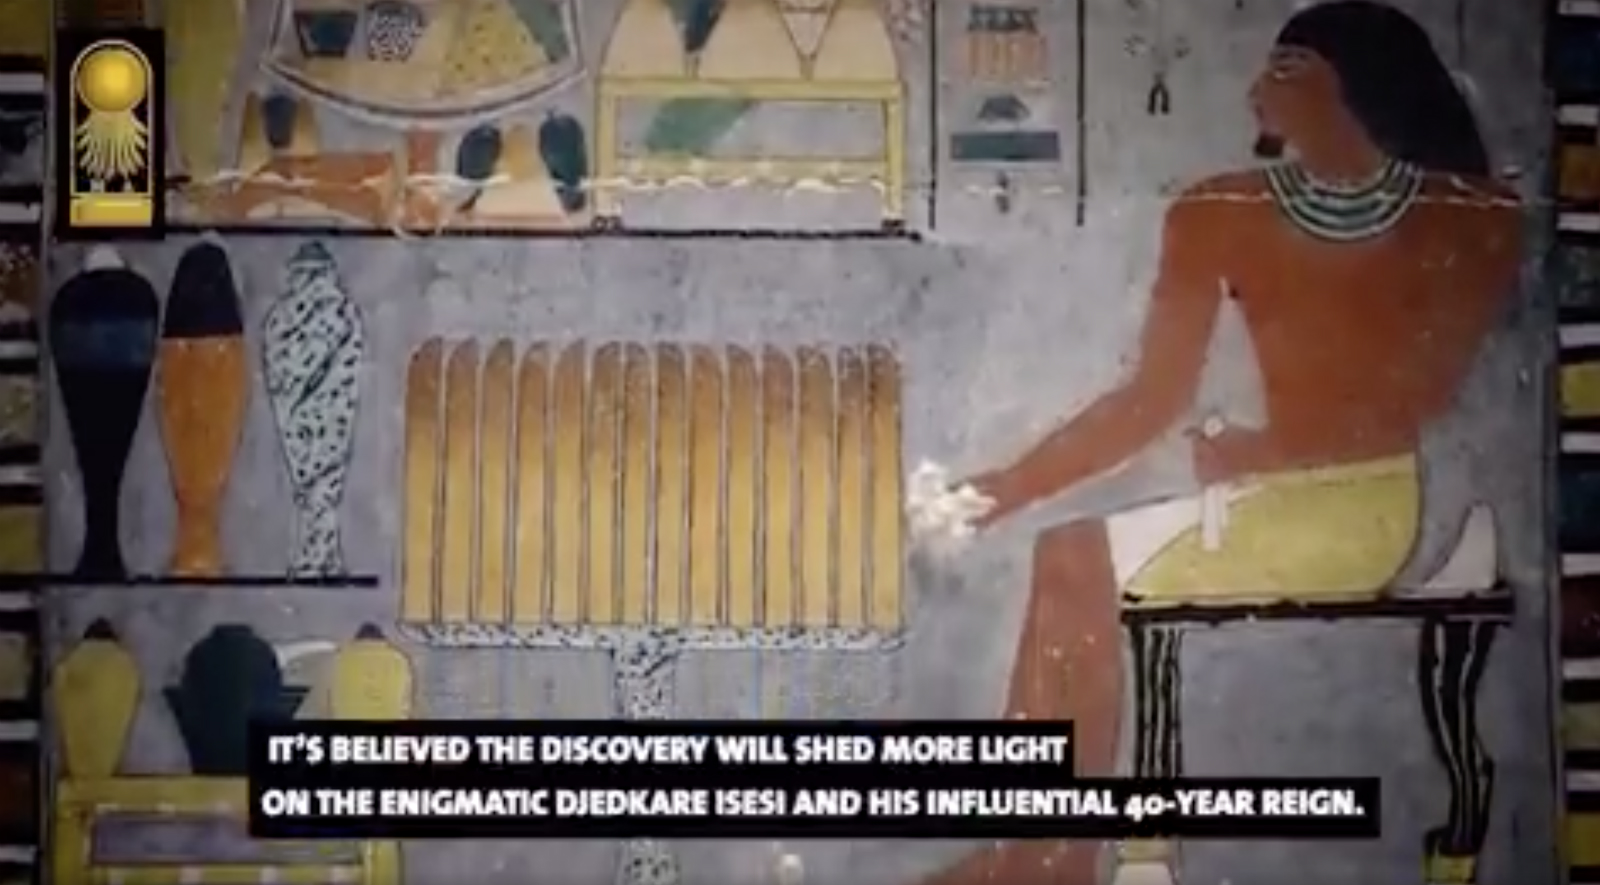 IT'S BELIEVED THE DISCOVERY WILL SHED MORE LIGHT
ON THE ENIGMATIC DJEDKARE ISESI AND HIS INFLUENTIAL 40-YEAR REIGN.